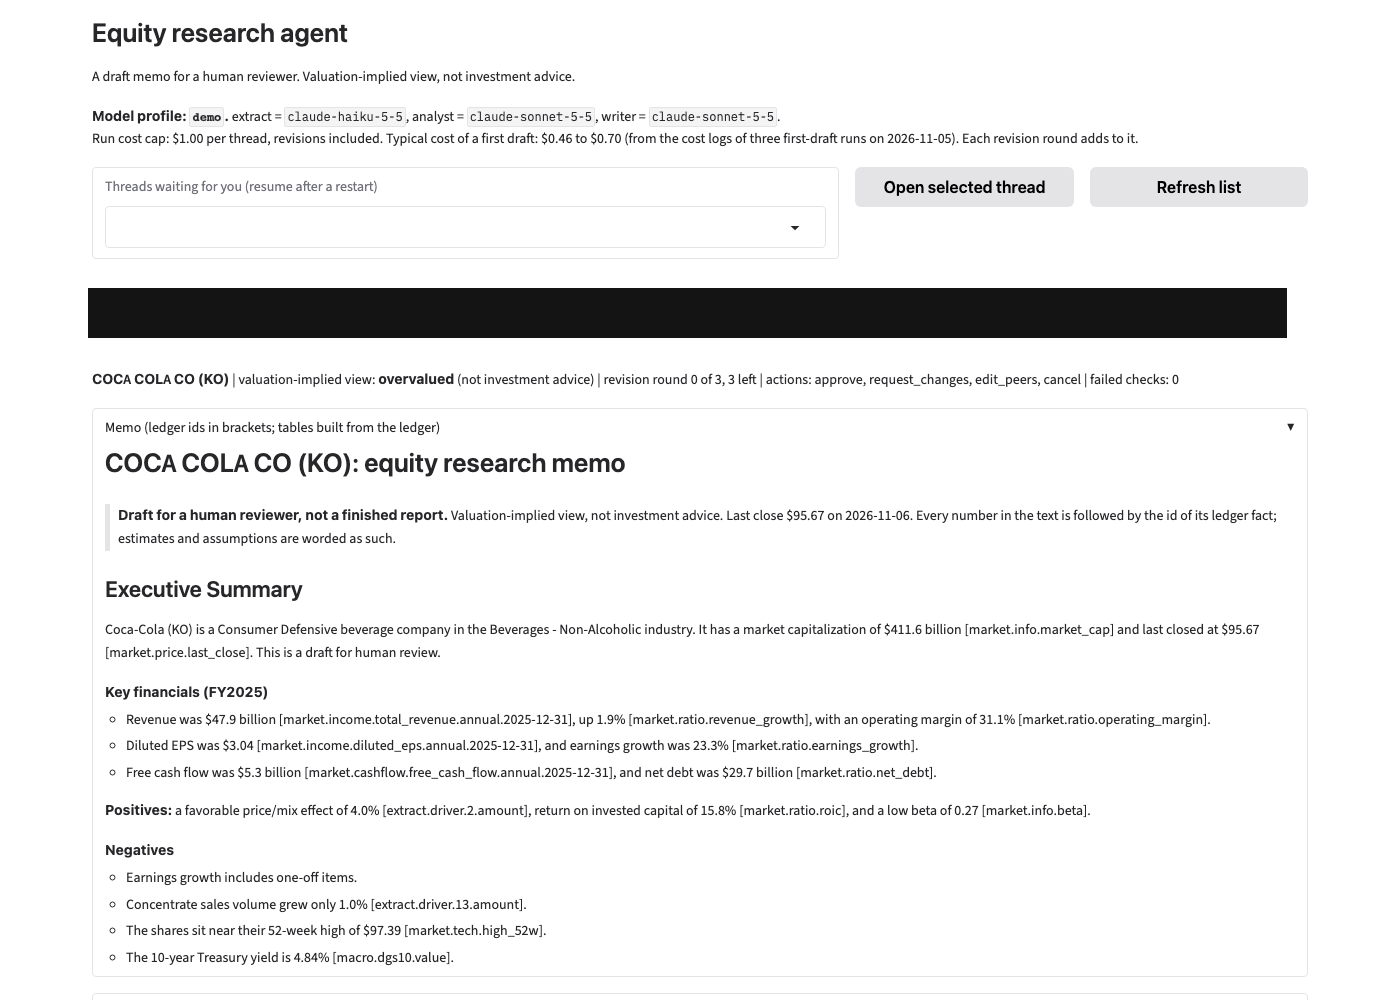 Equity research agent
A draft memo for a human reviewer. Valuation-implied view, not investment advice.
Model profile: demo. extract = claude-haiku-5-5, analyst = claude-sonnet-5-5, writer = claude-sonnet-5-5.
Run cost cap: $1.00 per thread, revisions included. Typical cost of a first draft: $0.46 to $0.70 (from the cost logs of three first-draft runs on 2026-11-05). Each revision round adds to it.
Threads waiting for you (resume after a restart)
Open selected thread
Refresh list
COCA COLA CO (KO) | valuation-implied view: overvalued (not investment advice) | revision round 0 of 3, 3 left | actions: approve, request_changes, edit_peers, cancel | failed checks: 0
Memo (ledger ids in brackets; tables built from the ledger)
COCA COLA CO (KO): equity research memo
Draft for a human reviewer, not a finished report. Valuation-implied view, not investment advice. Last close $95.67 on 2026-11-06. Every number in the text is followed by the id of its ledger fact;
estimates and assumptions are worded as such.
Executive Summary
Coca-Cola (KO) is a Consumer Defensive beverage company in the Beverages - Non-Alcoholic industry. It has a market capitalization of $411.6 billion [market.info.market_cap] and last closed at $95.67
[market.price.last_close]. This is a draft for human review.
Key financials (FY2025)
Revenue was $47.9 billion [market.income.total_revenue.annual.2025-12-31], up 1.9% [market.ratio.revenue_growth], with an operating margin of 31.1% [market.ratio.operating_margin].
Diluted EPS was $3.04 [market.income.diluted_eps.annual.2025-12-31], and earnings growth was 23.3% [market.ratio.earnings_growth].
Free cash flow was $5.3 billion [market.cashflow.free_cash_flow.annual.2025-12-31], and net debt was $29.7 billion [market.ratio.net_debt].
Positives: a favorable price/mix effect of 4.0% [extract.driver.2.amount], return on invested capital of 15.8% [market.ratio.roic], and a low beta of 0.27 [market.info.beta].
Negatives
Earnings growth includes one-off items.
Concentrate sales volume grew only 1.0% [extract.driver.13.amount].
The shares sit near their 52-week high of $97.39 [market.tech.high_52w].
The 10-year Treasury yield is 4.84% [macro.dgs10.value].